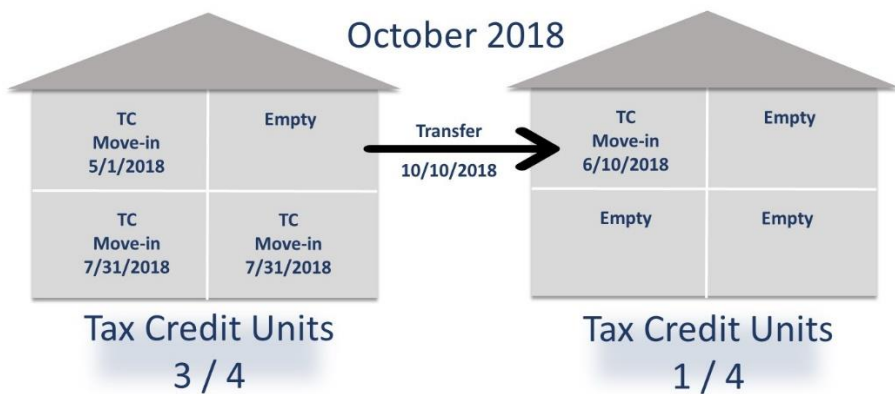 October 2018
TC
Move-in
5/1/2018
Empty
TC
Move-in
7/31/2018
TC
Move-in
7/31/2018
Transfer
10/10/2018
TC
Move-in
6/10/2018
Empty
Empty
Empty
Tax Credit Units
3 / 4
Tax Credit Units
1 / 4